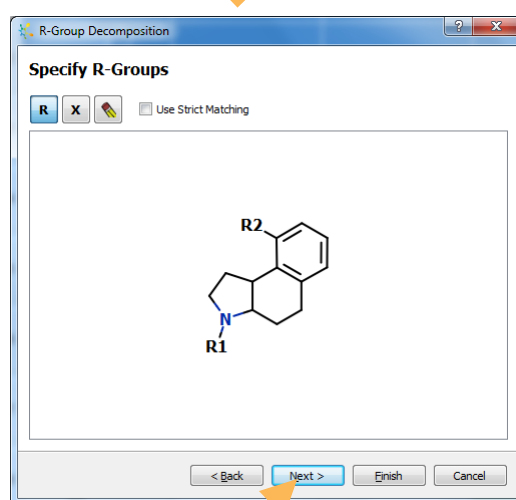 R-Group Decomposition
? X
Specify R-Groups
R X Use Strict Matching
R2
N
R1
< Back Next > Finish Cancel